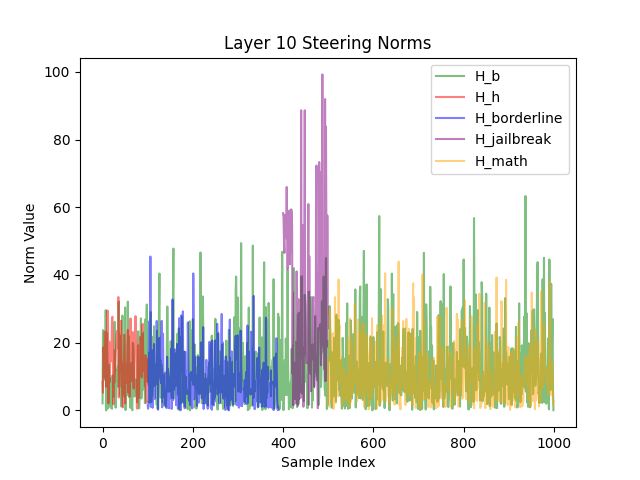 Layer 10 Steering Norms
H_b
H_h
H_borderline
H_jailbreak
H_math
Norm Value
100
80
60
40
20
0
0 200 400 600 800 1000
Sample Index